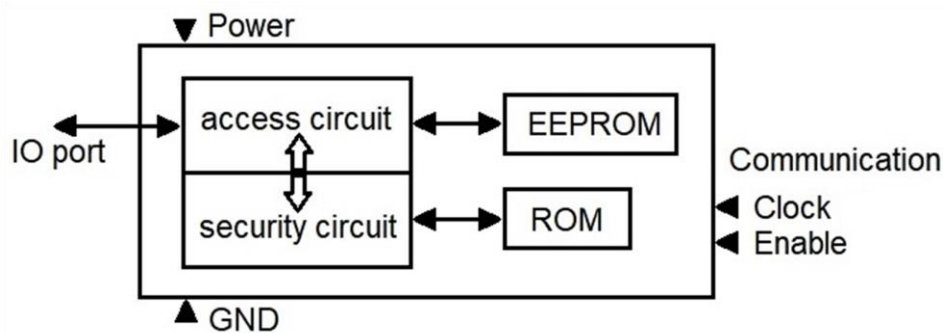 Power
access circuit
EEPROM
IO port
Communication
security circuit
ROM
Clock
Enable
GND